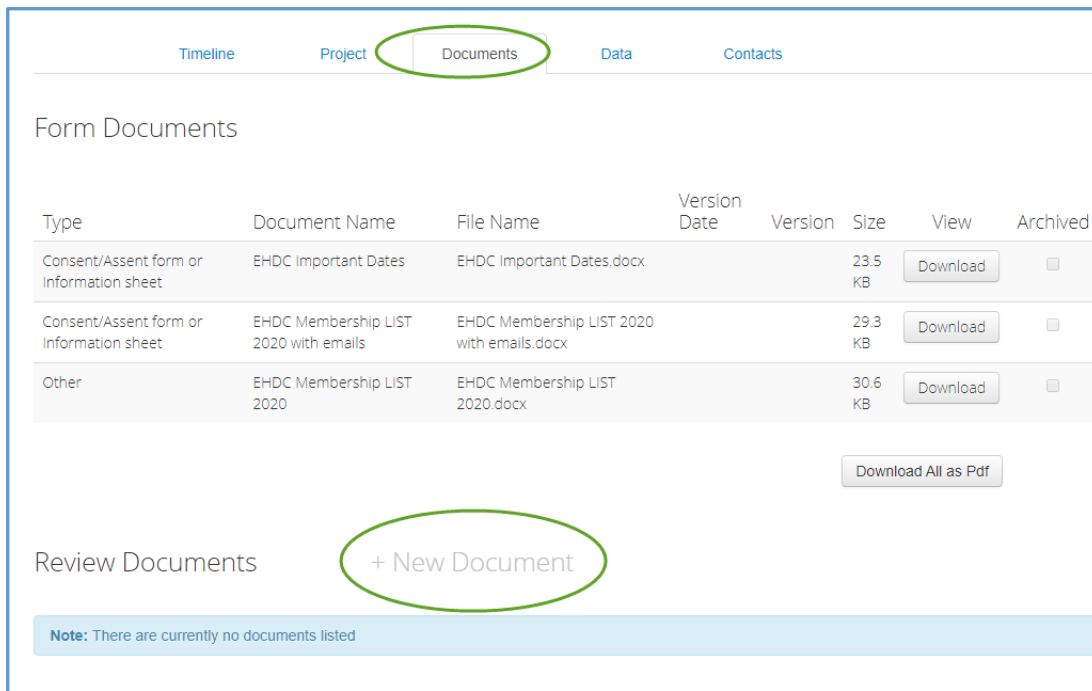 Timeline Project Documents Data Contacts
Form Documents
Type Document Name File Name Version Date Version Size View Archived
Consent/Assent form or Information sheet EHDC Important Dates EHDC Important Dates.docx 23.5 KB Download
Consent/Assent form or Information sheet EHDC Membership LIST 2020 with emails EHDC Membership LIST 2020 with emails.docx 29.3 KB Download
Other EHDC Membership LIST 2020 EHDC Membership LIST 2020.docx 30.6 KB Download
Download All as Pdf
Review Documents + New Document
Note: There are currently no documents listed